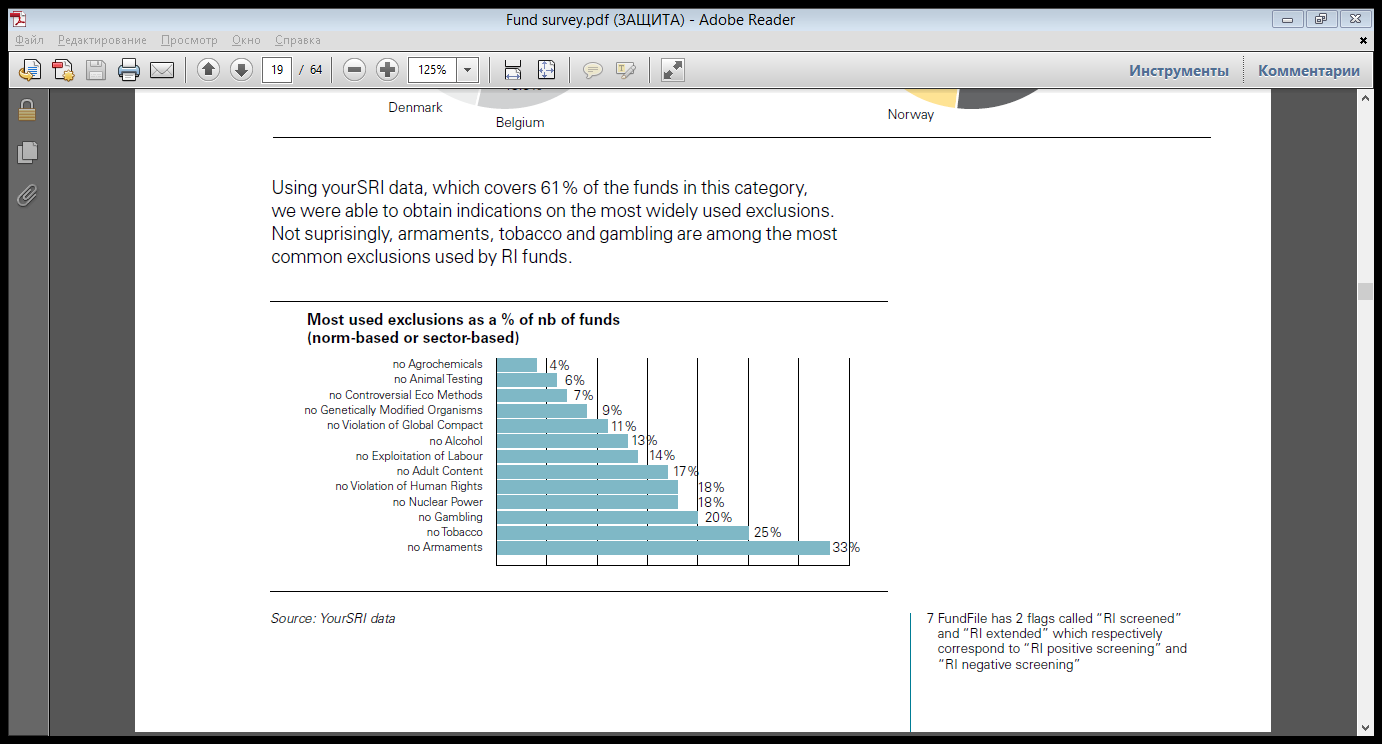 Fund survey.pdf (ЗАЩИТА) - Adobe Reader
Файл Редактирование Просмотр Окно Справка
19 / 64 125% Инструменты Комментарии
Denmark
Belgium
Norway
Using yourSRI data, which covers 61% of the funds in this category,
we were able to obtain indications on the most widely used exclusions.
Not suprisingly, armaments, tobacco and gambling are among the most
common exclusions used by RI funds.
Most used exclusions as a % of nb of funds
(norm-based or sector-based)
no Agrochemicals 4%
no Animal Testing 6%
no Controversial Eco Methods 7%
no Genetically Modified Organisms 9%
no Violation of Global Compact 11%
no Alcohol 13%
no Exploitation of Labour 14%
no Adult Content 17%
no Violation of Human Rights 18%
no Nuclear Power 18%
no Gambling 20%
no Tobacco 25%
no Armaments 33%
Source: YourSRI data
7 FundFile has 2 flags called “RI screened”
and “RI extended” which respectively
correspond to “RI positive screening” and
“RI negative screening”